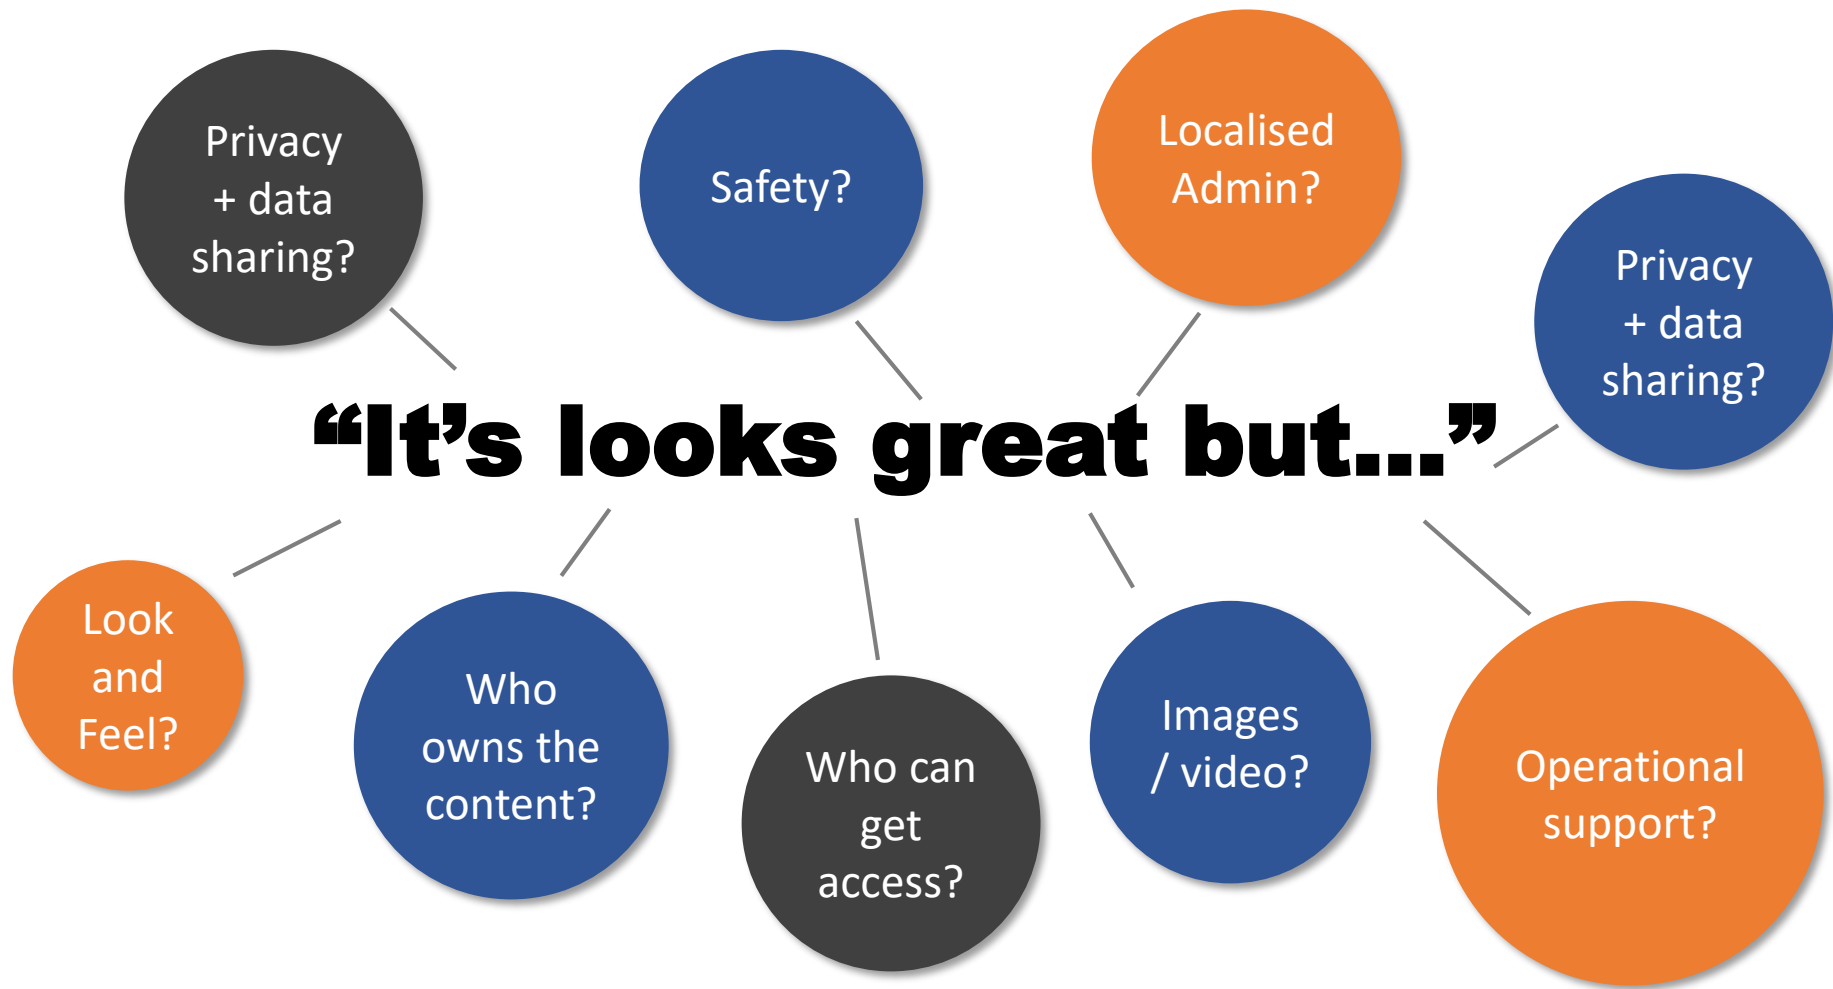 Privacy
+ data
sharing?
Safety?
Localised
Admin?
Privacy
+ data
sharing?
“It’s looks great but...”
Look
and
Feel?
Who
owns the
content?
Who can
get
access?
Images
/ video?
Operational
support?